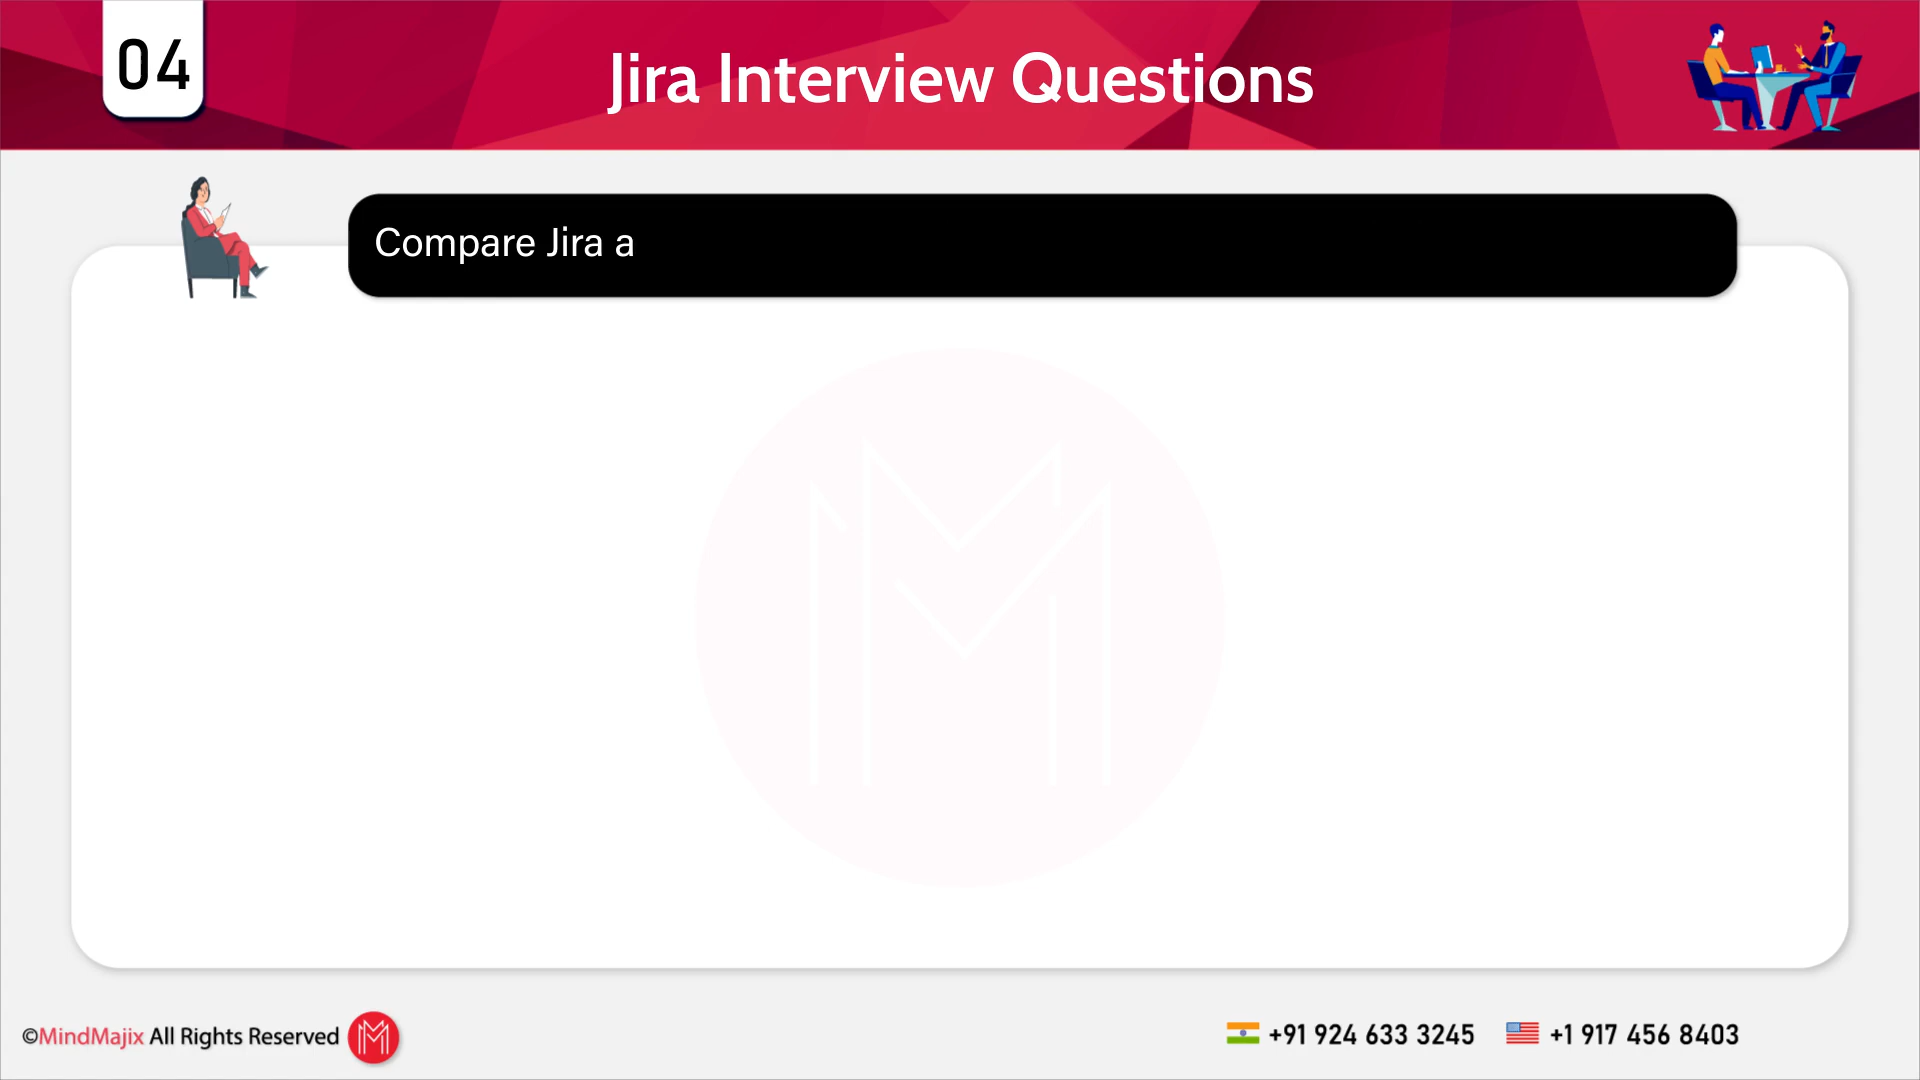 04
Jira Interview Questions
Compare Jira a
©MindMajix All Rights Reserved
+91 924 633 3245
+1 917 456 8403